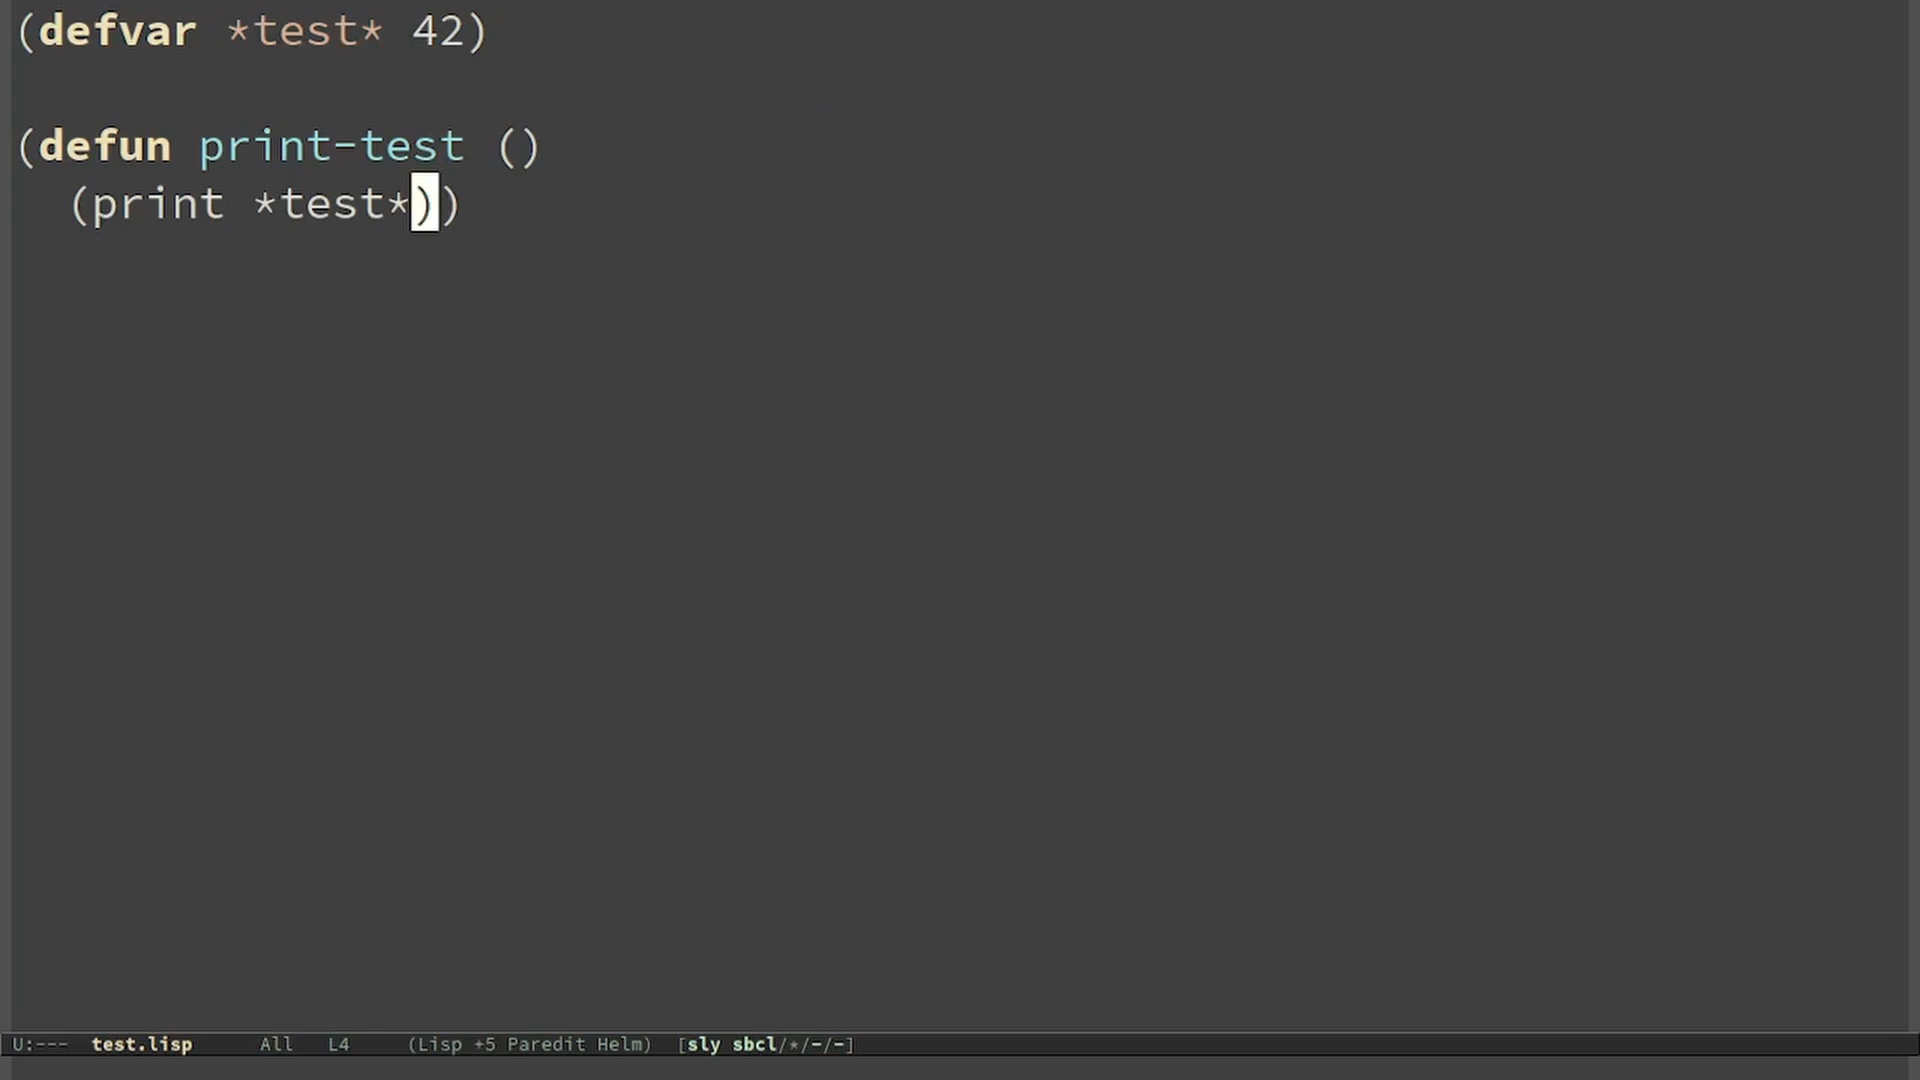 (defvar *test* 42)
(defun print-test ()
(print *test*))
U:--- test.lisp All L4 (Lisp +5 Paredit Helm) [sly sbcl/*/-/-]